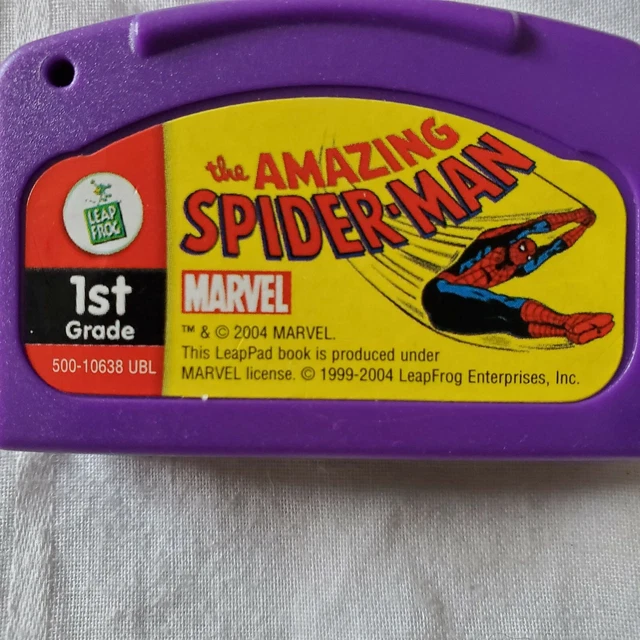 the AMAZING
SPIDER-MAN
LEAP
FROG
1st
Grade
500-10638 UBL
MARVEL
™ & © 2004 MARVEL.
This LeapPad book is produced under
MARVEL license. © 1999-2004 LeapFrog Enterprises, Inc.